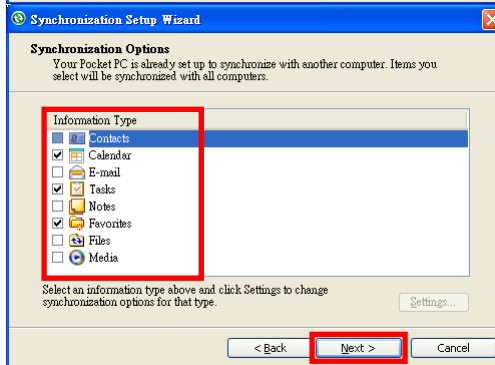 Synchronization Setup Wizard
Synchronization Options
Your Pocket PC is already set up to synchronize with another computer. Items you
select will be synchronized with all computers.
Information Type
Contacts
Calendar
E-mail
Tasks
Notes
Favorites
Files
Media
Select an information type above and click Settings to change
synchronization options for that type.
Settings...
< Back
Next >
Cancel